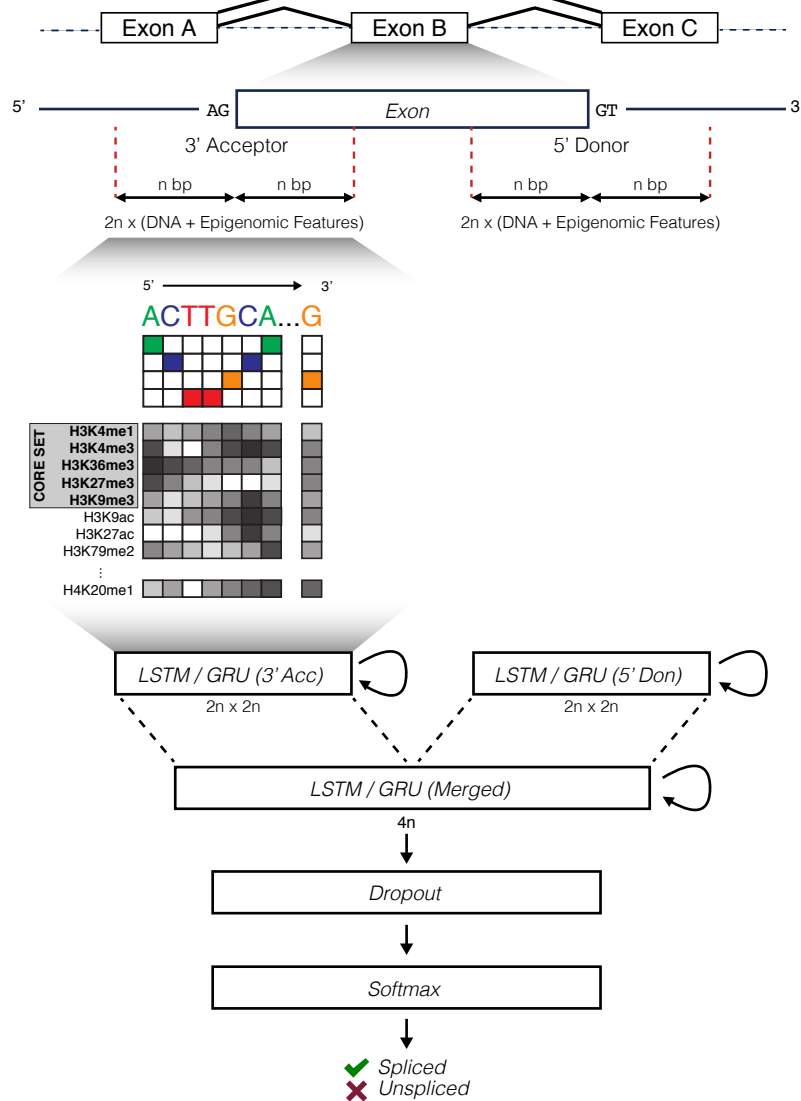 Exon A Exon B Exon C
5’ AG Exon GT 3
3’ Acceptor 5’ Donor
n bp n bp n bp n bp
2n x (DNA + Epigenomic Features) 2n x (DNA + Epigenomic Features)
5’ 3’
ACTTGCA...G
CORE SET
H3K4me1
H3K4me3
H3K36me3
H3K27me3
H3K9me3
H3K9ac
H3K27ac
H3K79me2
⋮
H4K20me1
LSTM / GRU (3’ Acc) LSTM / GRU (5’ Don)
2n x 2n 2n x 2n
LSTM / GRU (Merged)
4n
Dropout
Softmax
Spliced
Unspliced